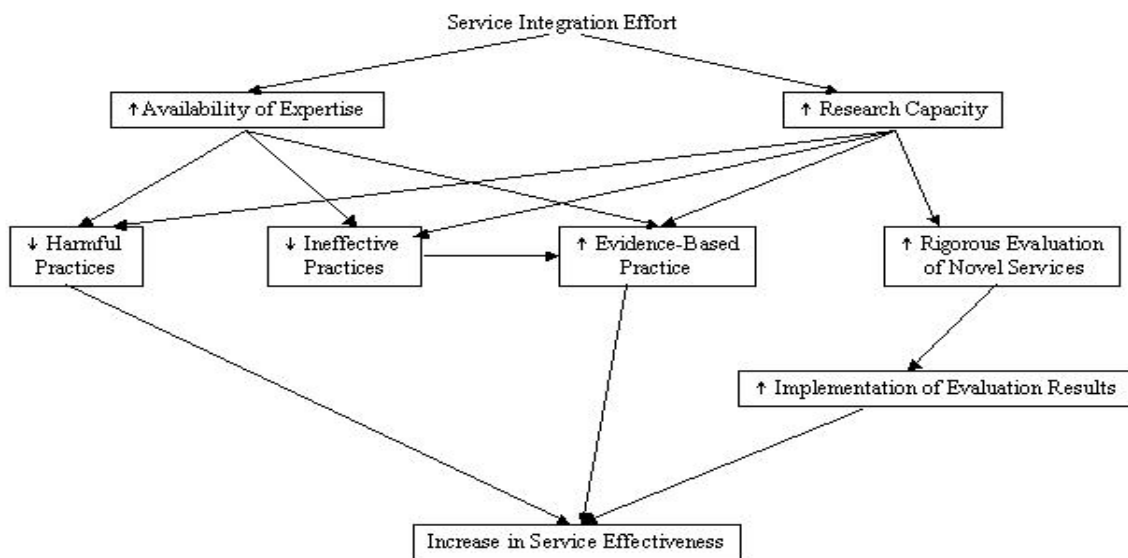 Service Integration Effort
↑Availability of Expertise
↑ Research Capacity
↓ Harmful
Practices
↓ Ineffective
Practices
↑ Evidence-Based
Practice
↑ Rigorous Evaluation
of Novel Services
↑ Implementation of Evaluation Results
Increase in Service Effectiveness